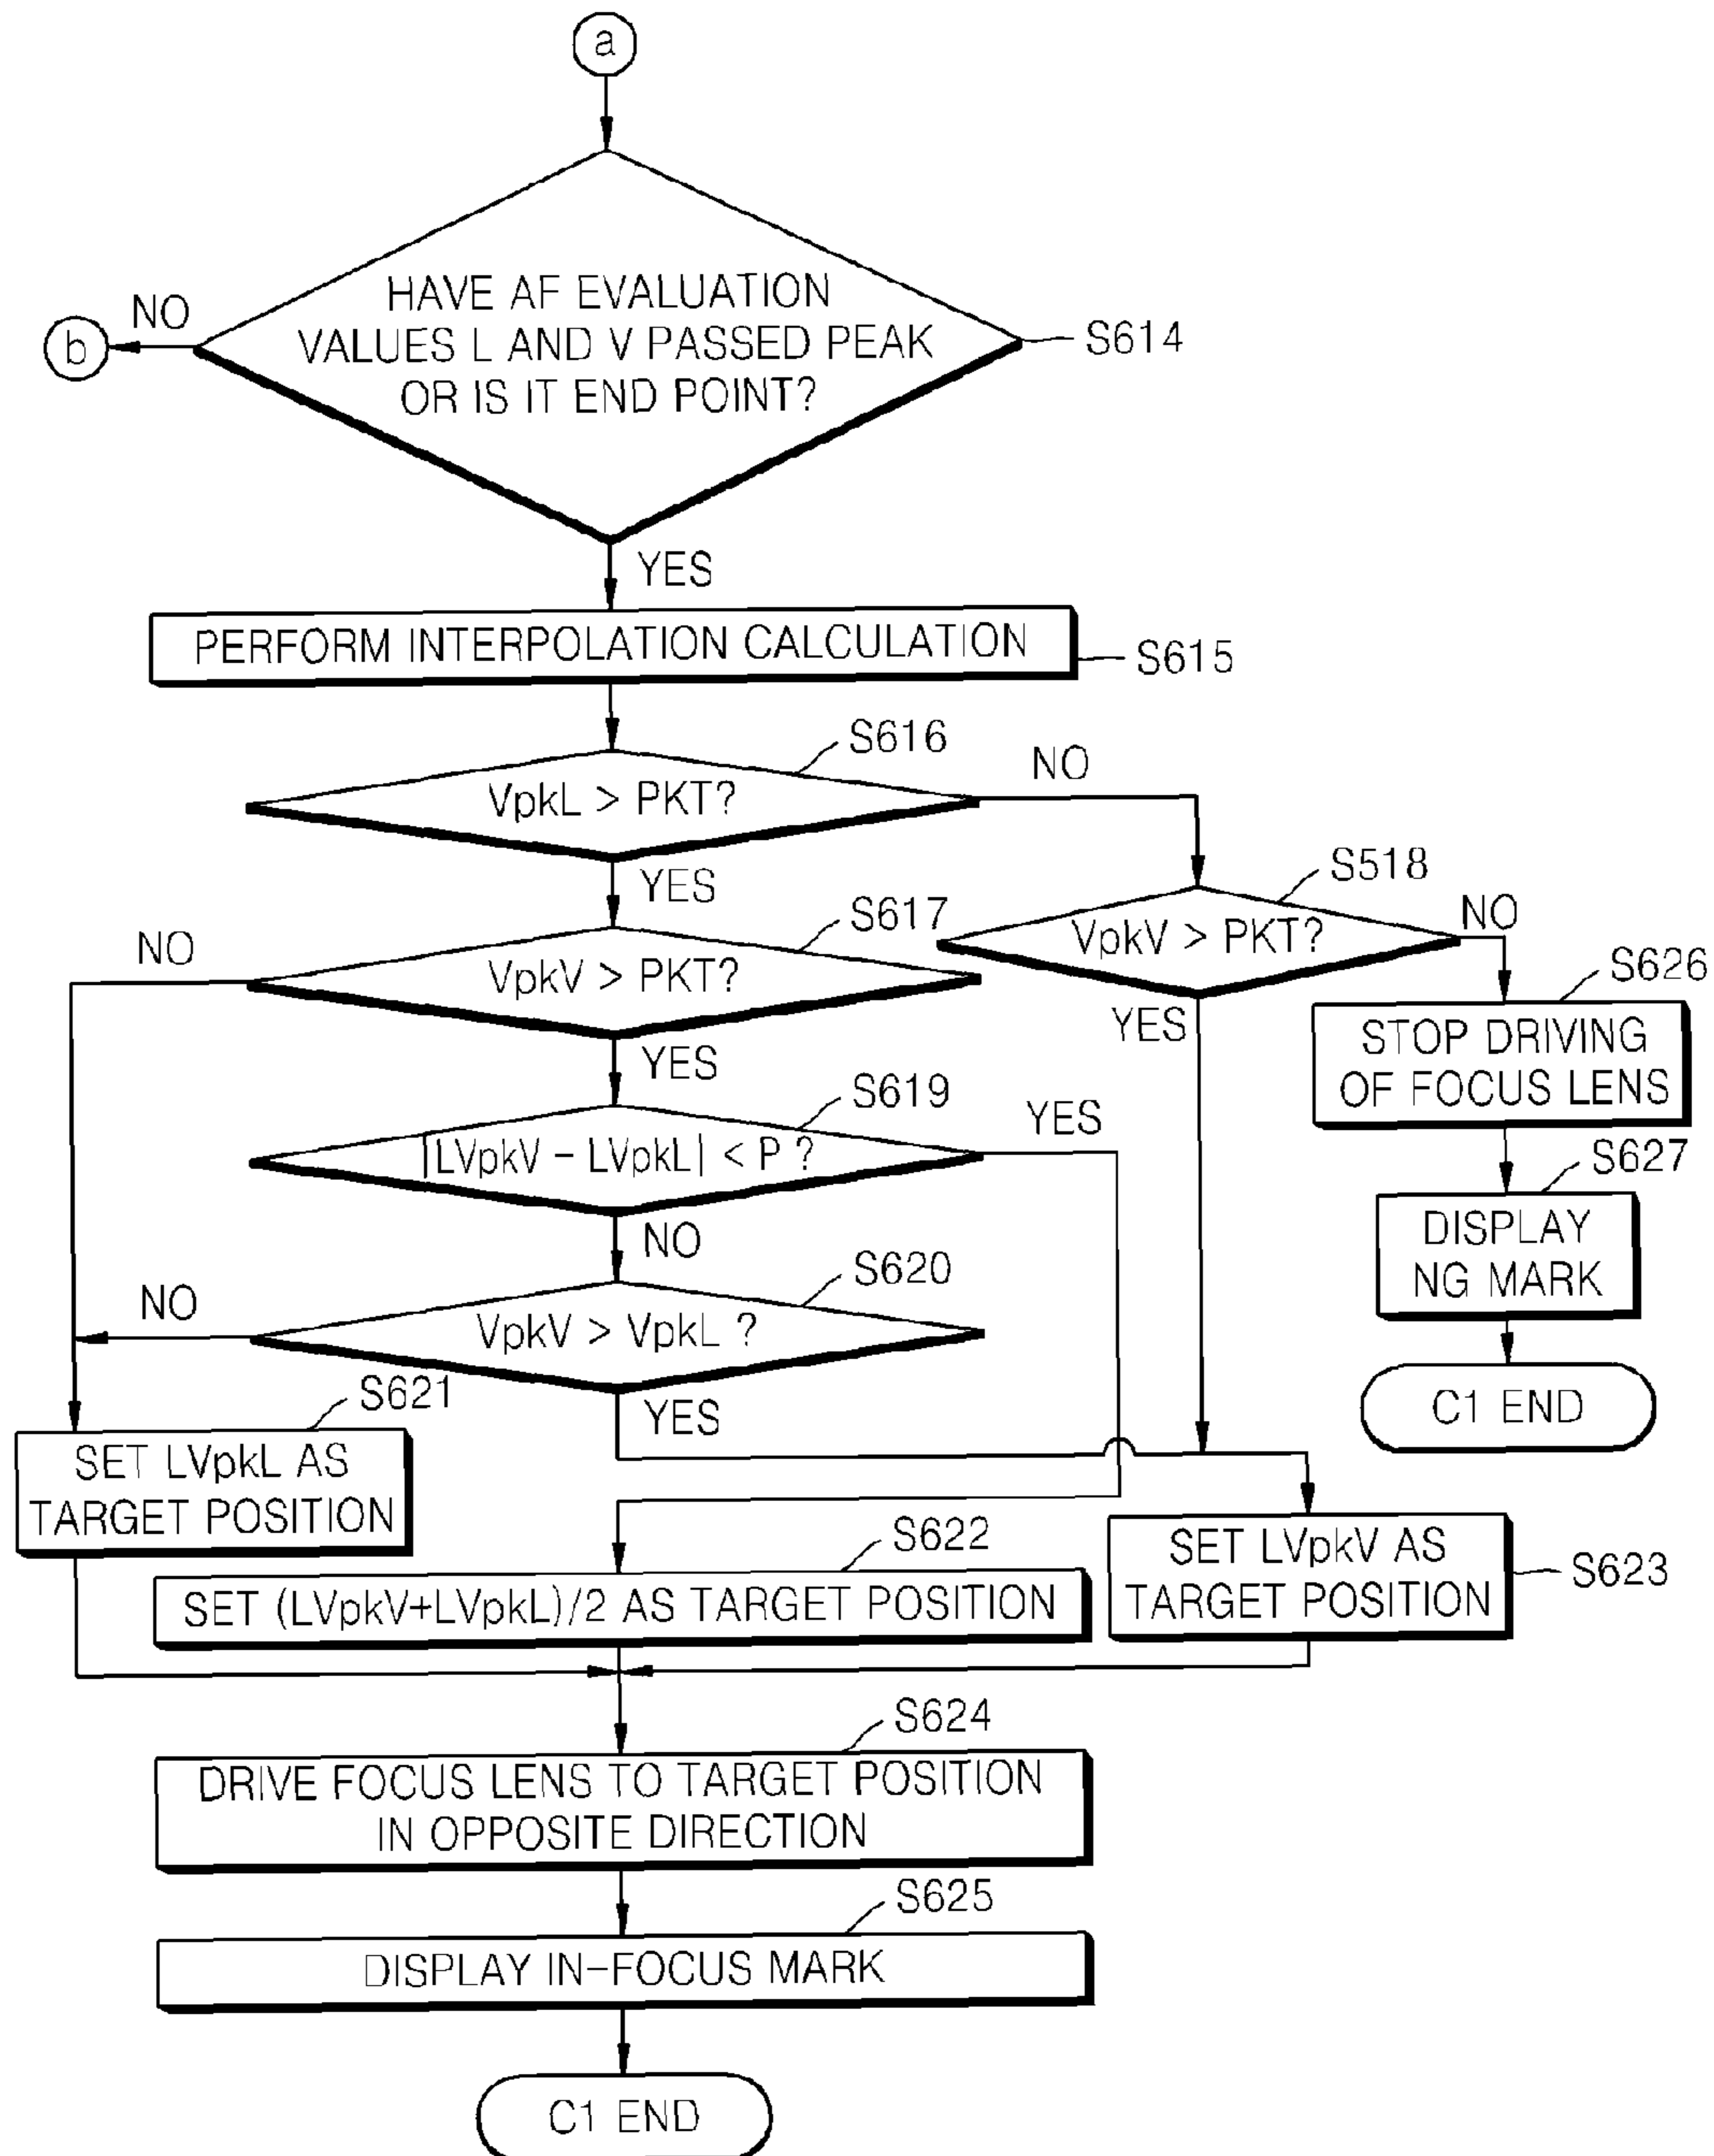 a
HAVE AF EVALUATION
VALUES L AND V PASSED PEAK
OR IS IT END POINT?
S614
NO
b
YES
PERFORM INTERPOLATION CALCULATION
S615
S616
VpkL > PKT?
NO
YES
S518
VpkV > PKT?
NO
YES
S617
VpkV > PKT?
NO
YES
S626
STOP DRIVING
OF FOCUS LENS
S619
|LVpkV - LVpkL| < P ?
YES
NO
S627
DISPLAY
NG MARK
C1 END
S620
VpkV > VpkL ?
NO
YES
S621
SET LVpkL AS
TARGET POSITION
S622
SET (LVpkV+LVpkL)/2 AS TARGET POSITION
SET LVpkV AS
TARGET POSITION
S623
S624
DRIVE FOCUS LENS TO TARGET POSITION
IN OPPOSITE DIRECTION
S625
DISPLAY IN-FOCUS MARK
C1 END